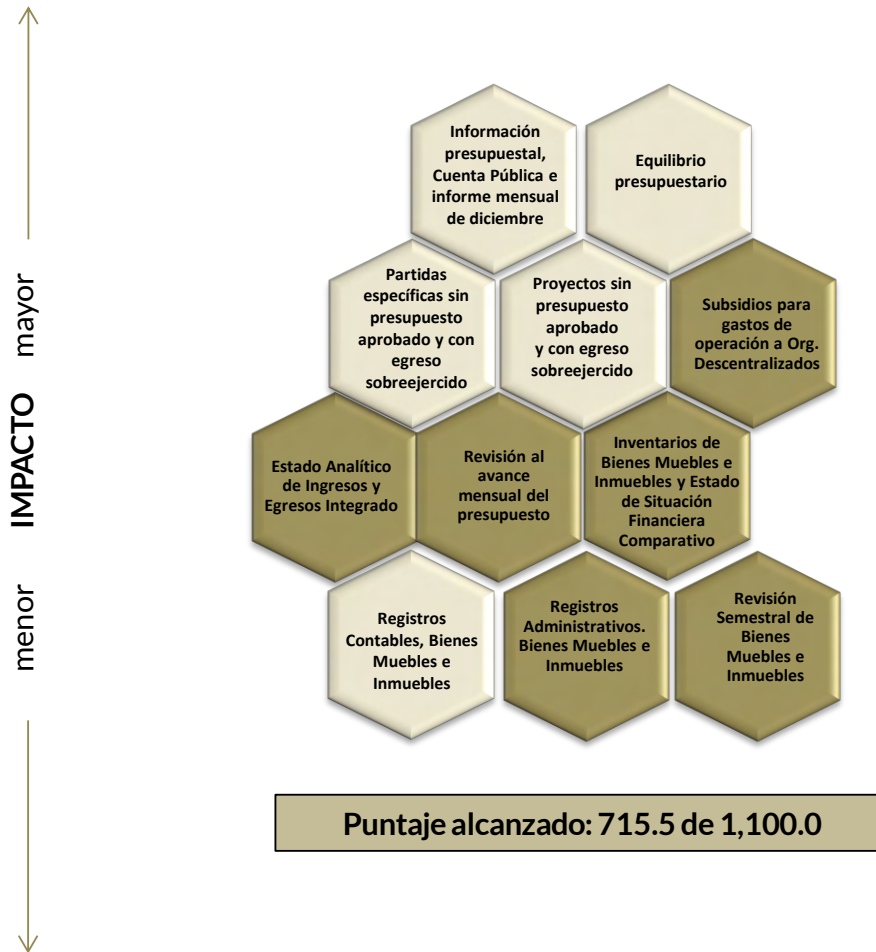 Información
presupuestal,
Cuenta Pública e
informe mensual
de diciembre
Equilibrio
presupuestario
Partidas
específicas sin
presupuesto
aprobado y con
egreso
sobreejercido
Proyectos sin
presupuesto
aprobado
y con egreso
sobreejercido
Subsidios para
gastos de
operación a Org.
Descentralizados
Estado Analítico
de Ingresos y
Egresos Integrado
Revisión al
avance
mensual del
presupuesto
Inventarios de
Bienes Muebles e
Inmuebles y Estado
de Situación
Financiera
Comparativo
Registros
Contables, Bienes
Muebles e
Inmuebles
Registros
Administrativos.
Bienes Muebles e
Inmuebles
Revisión
Semestral de
Bienes
Muebles e
Inmuebles
menor IMPACTO mayor
Puntaje alcanzado: 715.5 de 1,100.0